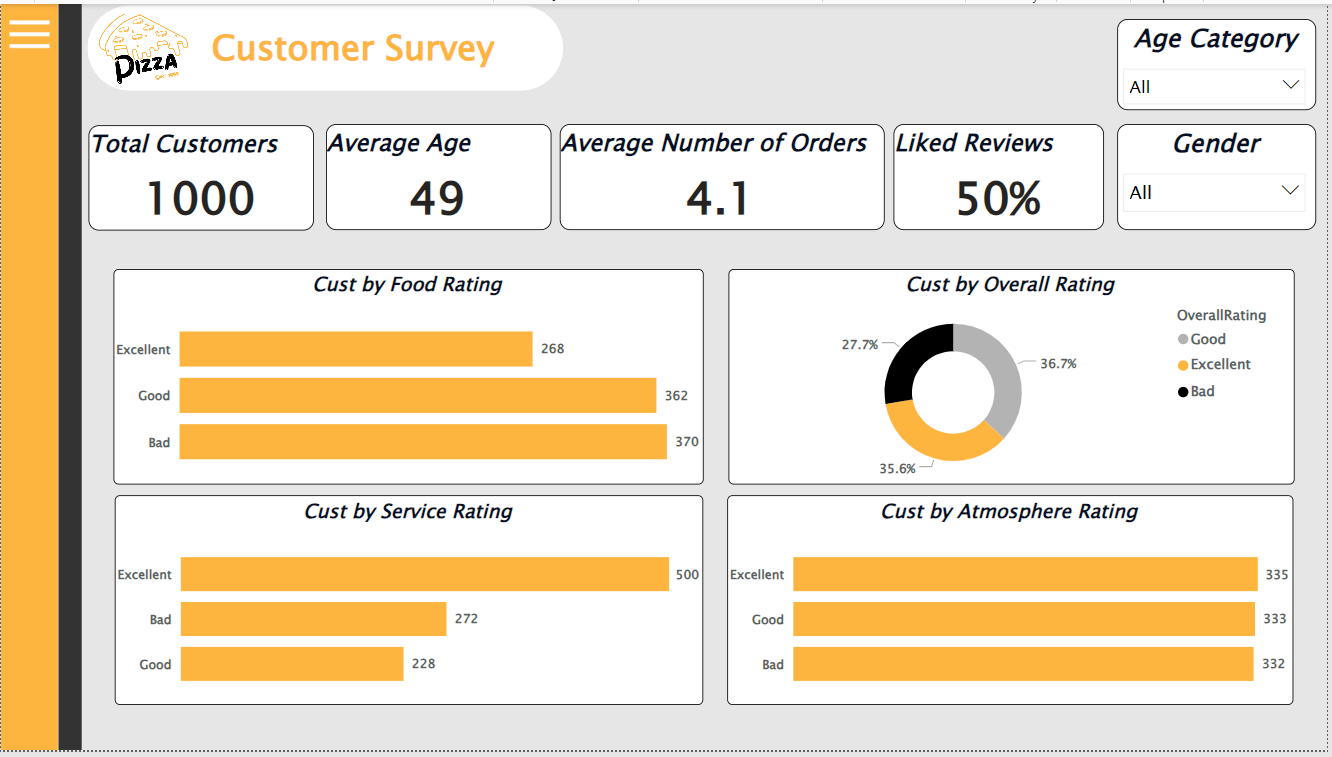 PizzA
Customer Survey
Age Category
All
Total Customers
1000
Average Age
49
Average Number of Orders
4.1
Liked Reviews
50%
Gender
All
Cust by Food Rating
Excellent 268
Good 362
Bad 370
Cust by Overall Rating
OverallRating
Good
Excellent
Bad
27.7%
36.7%
35.6%
Cust by Service Rating
Excellent 500
Bad 272
Good 228
Cust by Atmosphere Rating
Excellent 335
Good 333
Bad 332